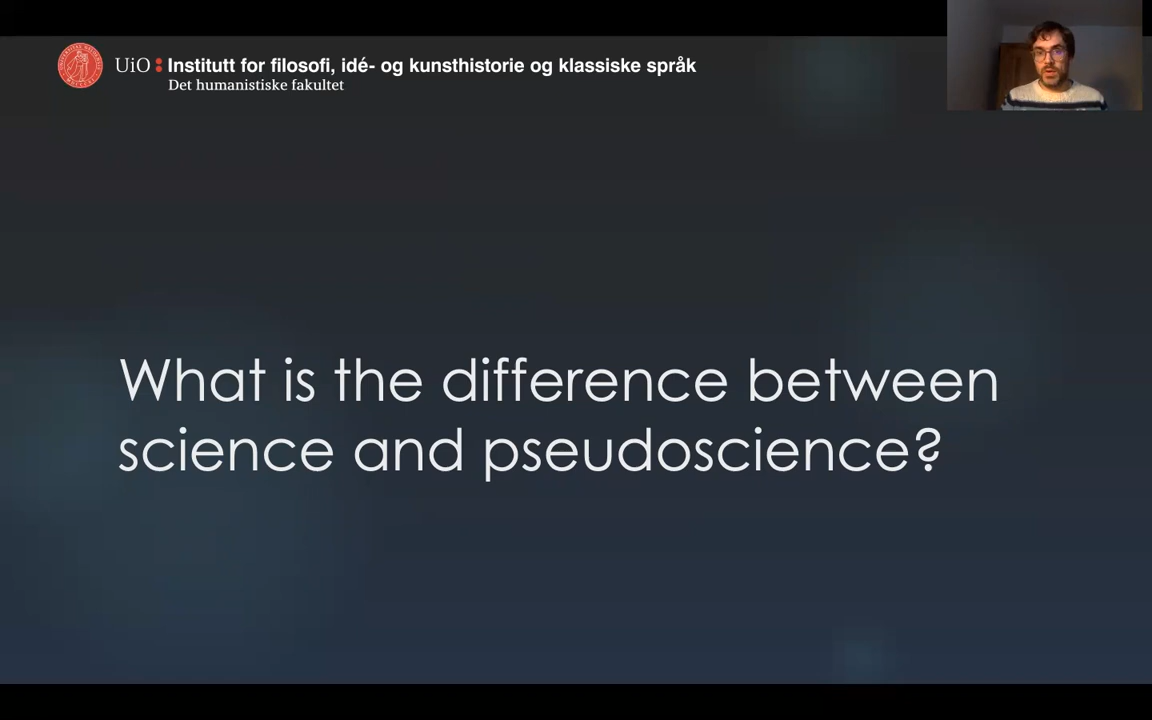 UiO : Institutt for filosofi, idé- og kunsthistorie og klassiske språk
Det humanistiske fakultet
What is the difference between
science and pseudoscience?